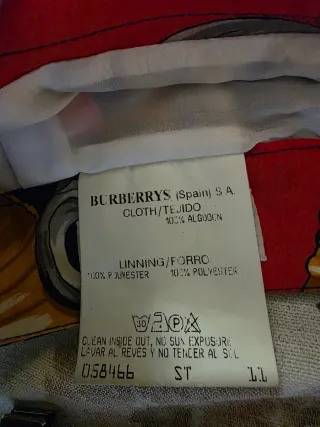 BURBERRYS (Spain) S.A.
CLOTH/TEJIDO
100% ALGODON
LINNING/FORRO
100% POLYESTER 100% POLYESTER
30 P A
CLEAN INSIDE OUT, NO SUN EXPOSURE
LAVAR AL REVES Y NO TENDER AL SOL
058466 ST 11